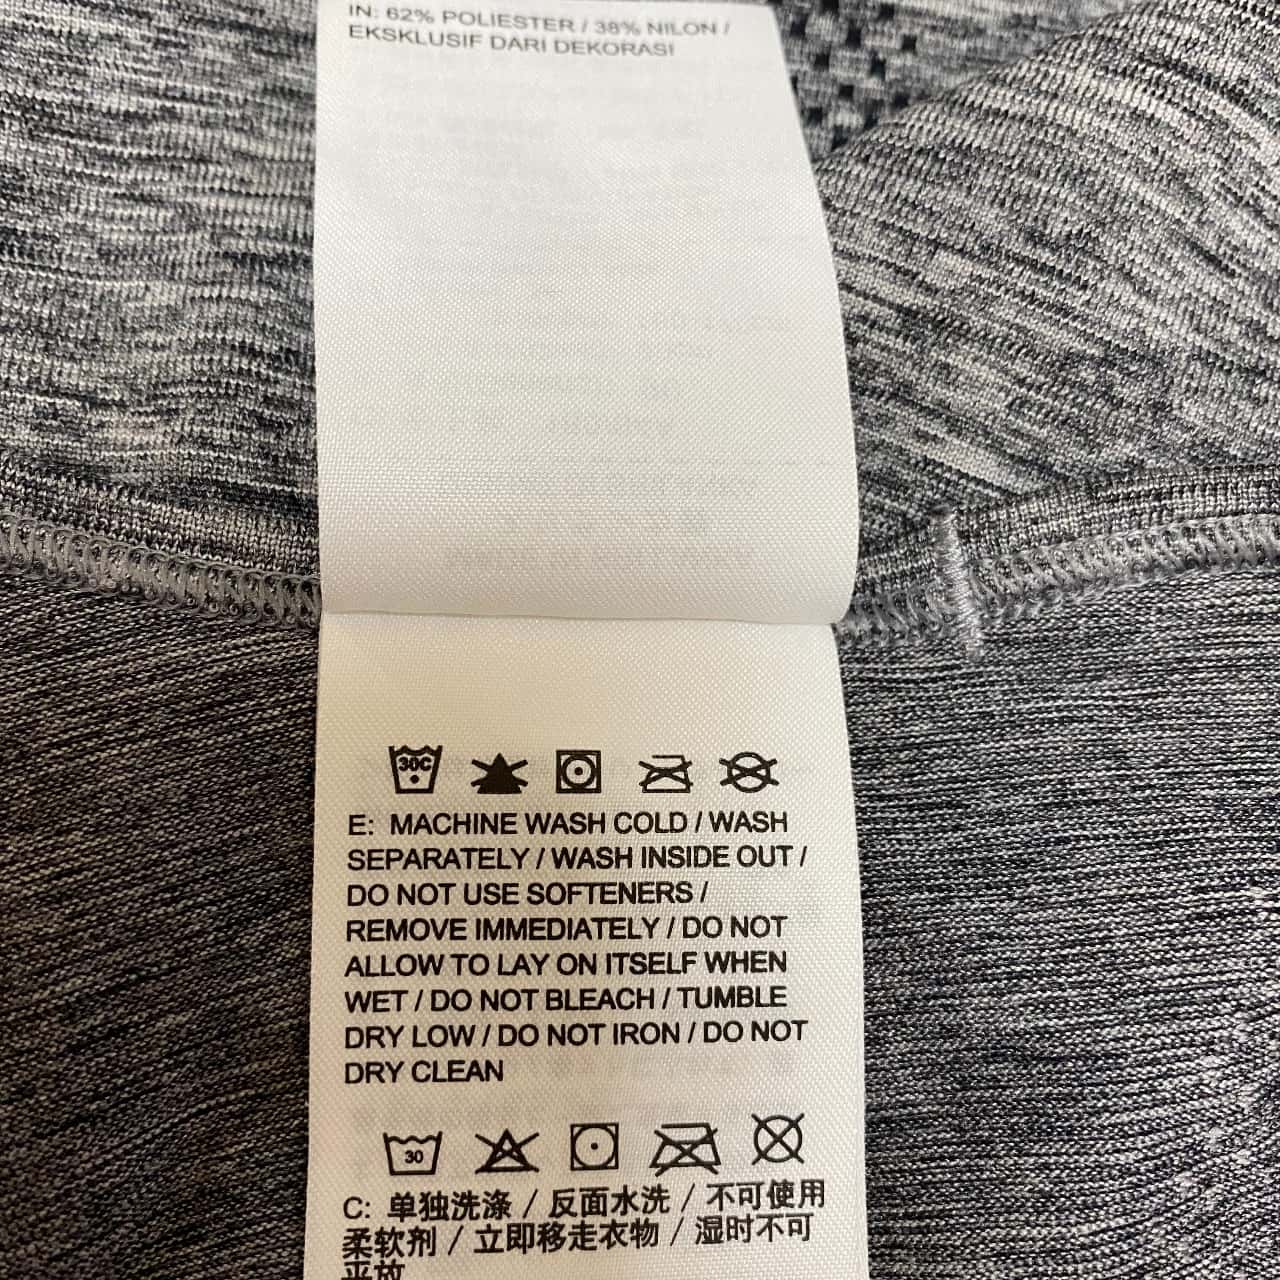 IN: 62% POLIESTER / 38% NILON /
EKSKLUSIF DARI DEKORASI
30C
E: MACHINE WASH COLD / WASH
SEPARATELY / WASH INSIDE OUT /
DO NOT USE SOFTENERS /
REMOVE IMMEDIATELY / DO NOT
ALLOW TO LAY ON ITSELF WHEN
WET / DO NOT BLEACH / TUMBLE
DRY LOW / DO NOT IRON / DO NOT
DRY CLEAN
30
C: 单独洗涤 / 反面水洗 / 不可使用
柔软剂 / 立即移走衣物 / 湿时不可
平放